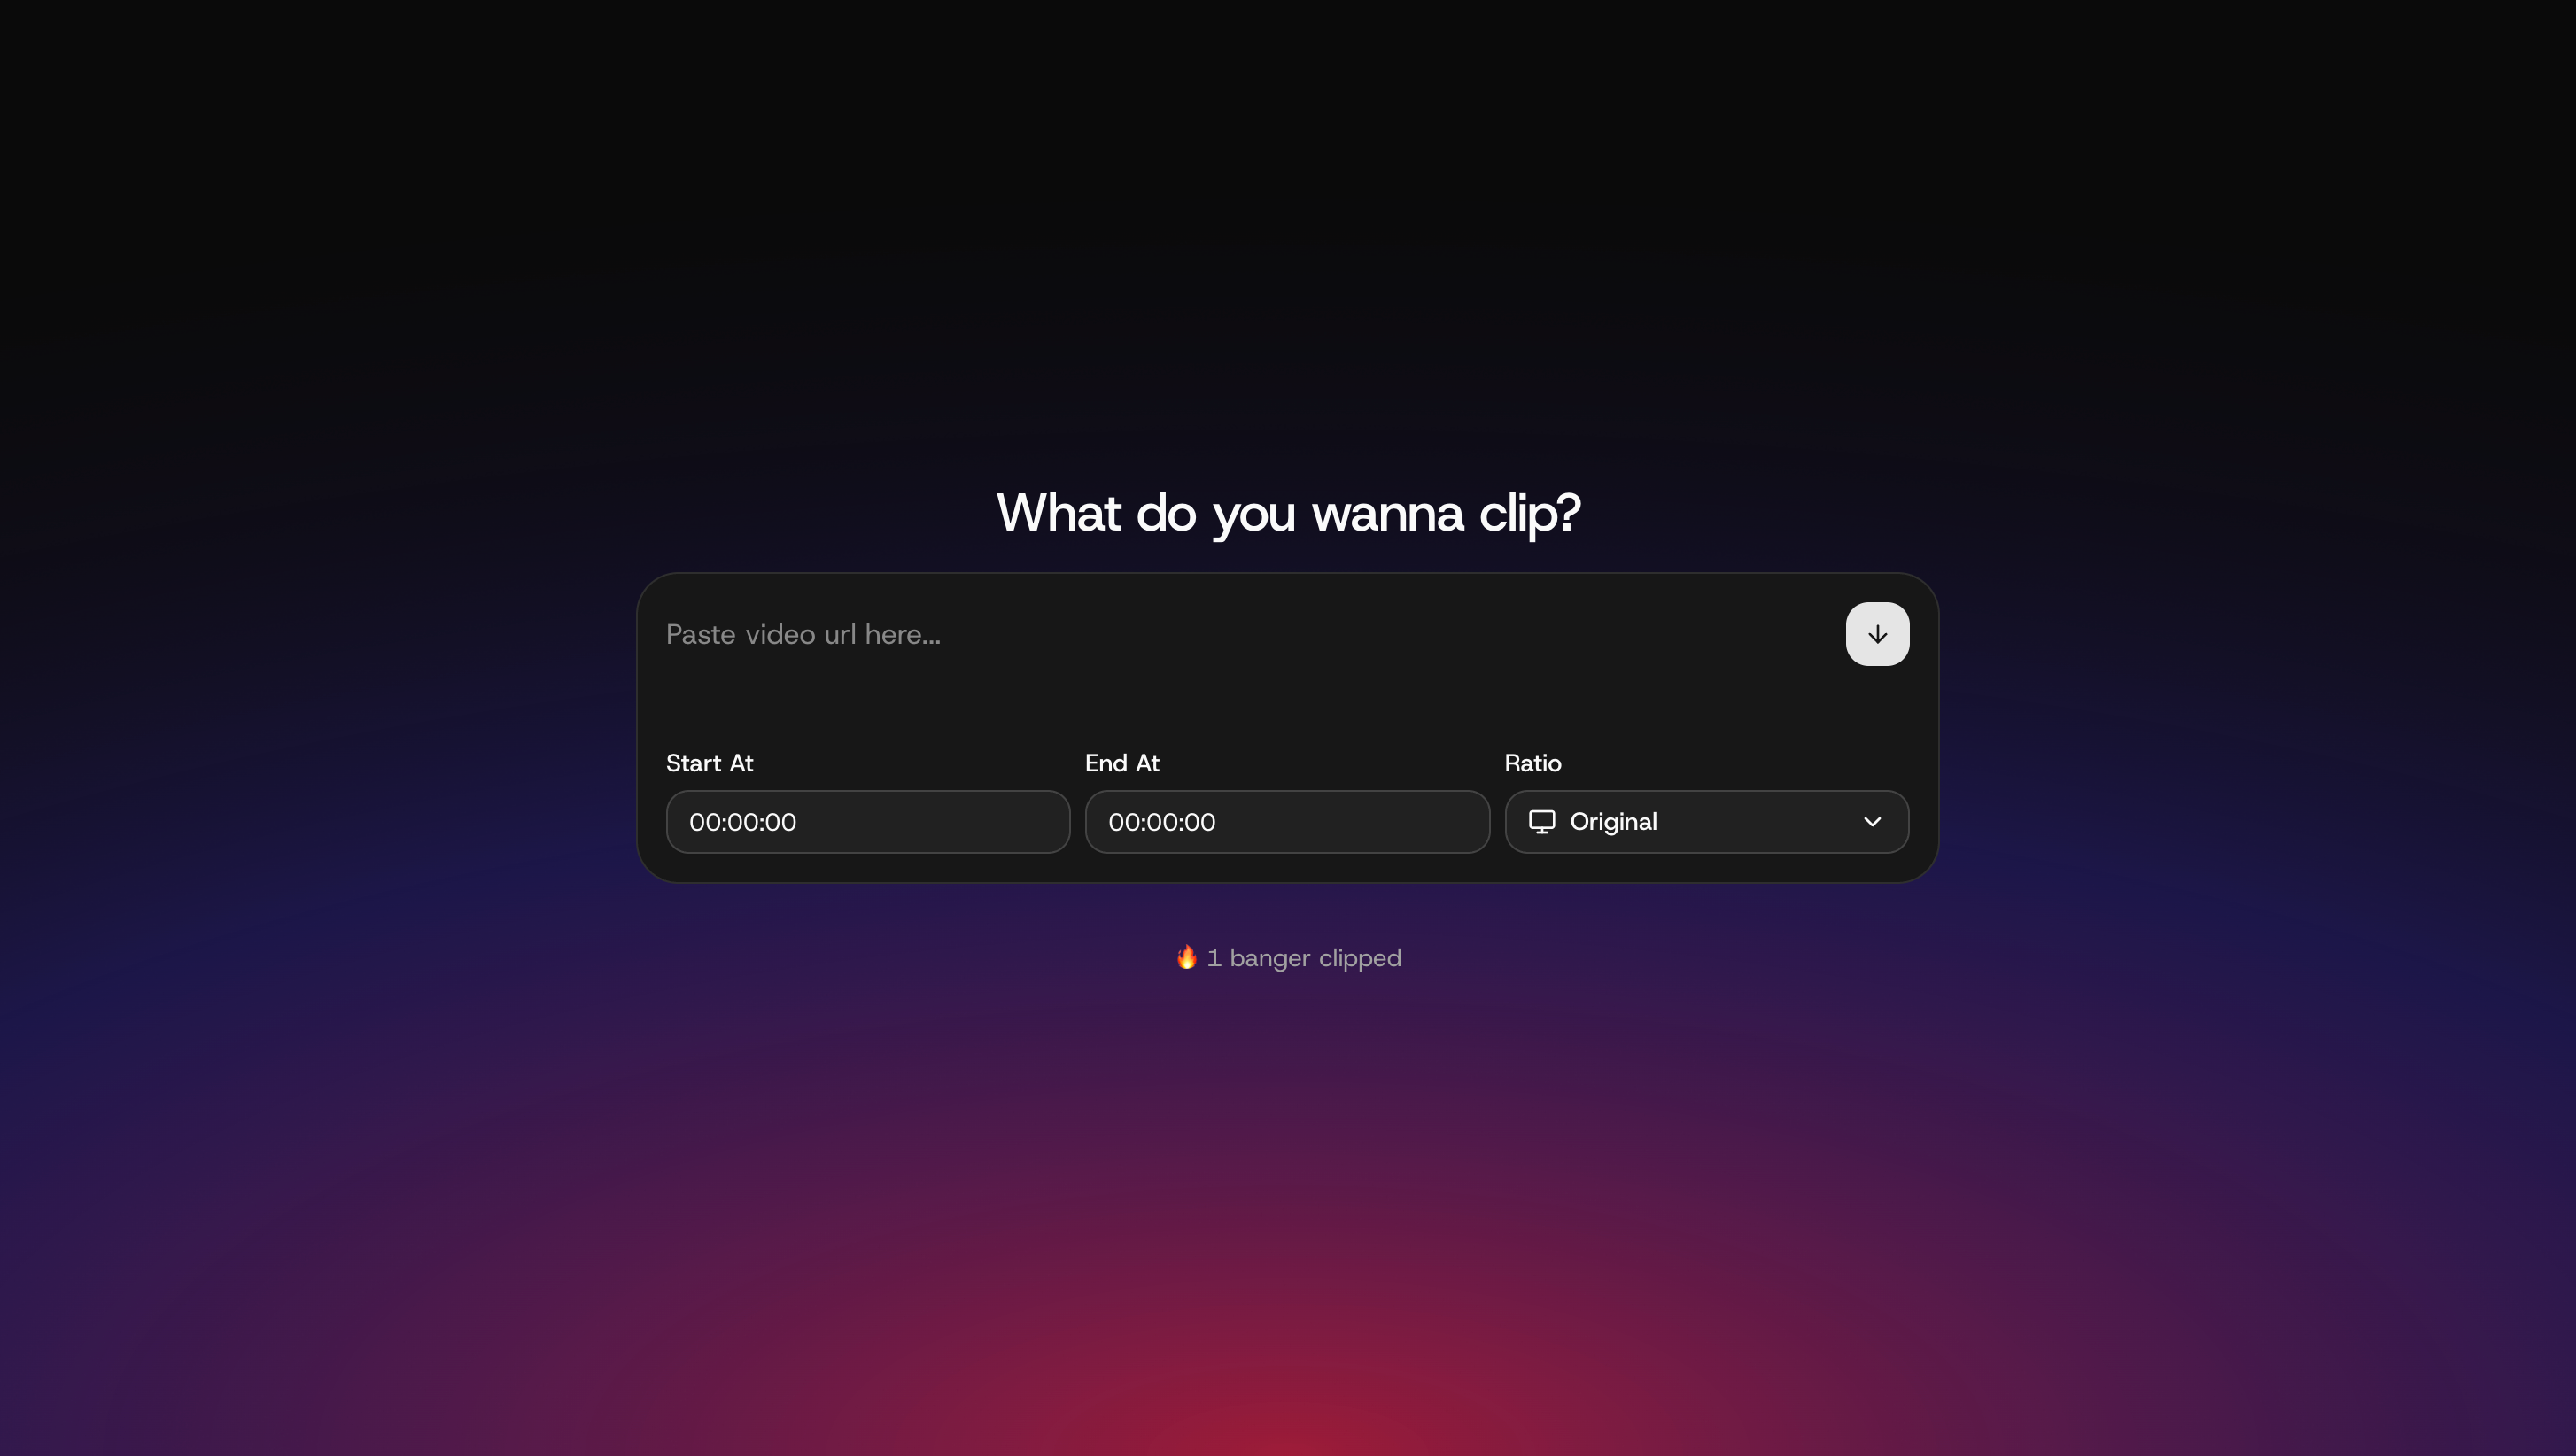 What do you wanna clip?
Paste video url here...
Start At
End At
Ratio
00:00:00
00:00:00
Original
🔥 1 banger clipped